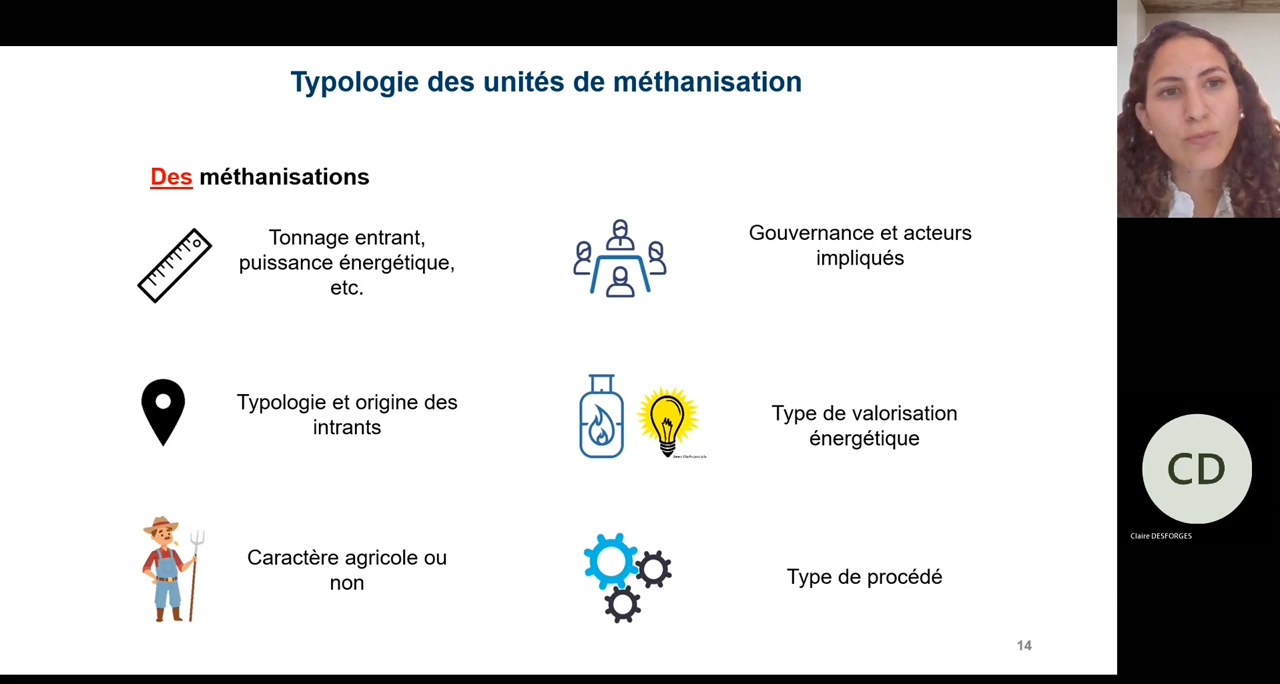 Typologie des unités de méthanisation
Des méthanisations
Tonnage entrant,
puissance énergétique,
etc.
Gouvernance et acteurs
impliqués
Typologie et origine des
intrants
Type de valorisation
énergétique
Caractère agricole ou
non
Type de procédé
14
CD
Claire DESFORGES